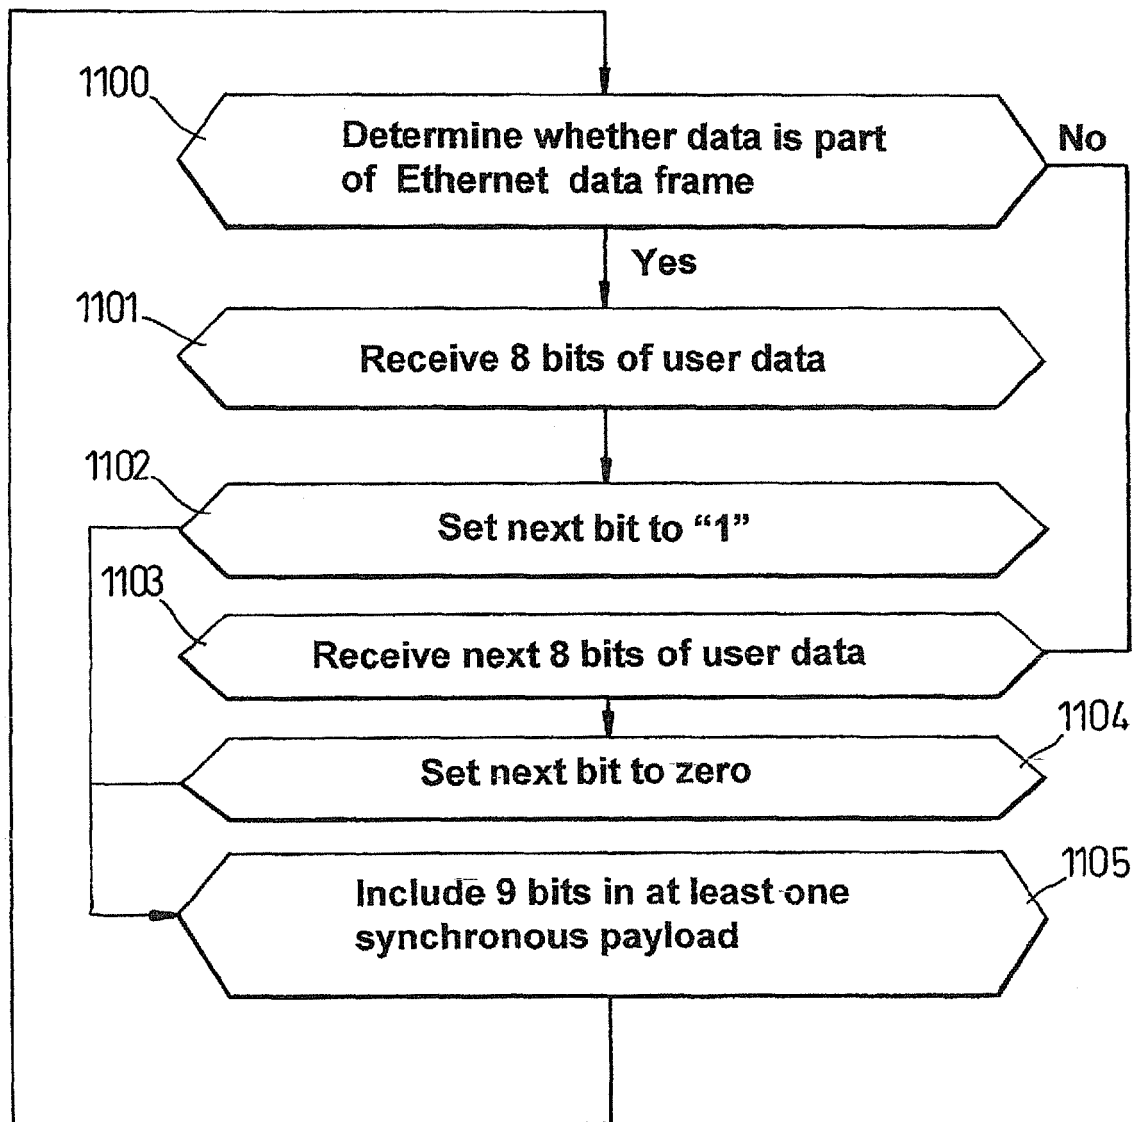 1100
Determine whether data is part
of Ethernet data frame
No
Yes
1101
Receive 8 bits of user data
1102
Set next bit to “1”
1103
Receive next 8 bits of user data
1104
Set next bit to zero
1105
Include 9 bits in at least one
synchronous payload